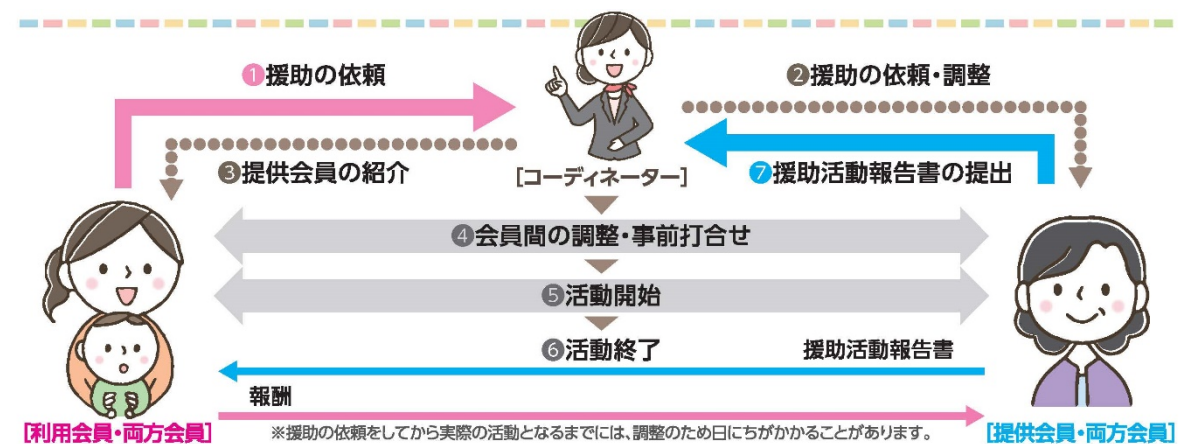 ❶援助の依頼
❷援助の依頼・調整
❸提供会員の紹介
[コーディネーター]
❼援助活動報告書の提出
❹会員間の調整・事前打合せ
❺活動開始
❻活動終了
援助活動報告書
報酬
[利用会員・両方会員]
※援助の依頼をしてから実際の活動となるまでには、調整のため日にちがかかることがあります。
[提供会員・両方会員]